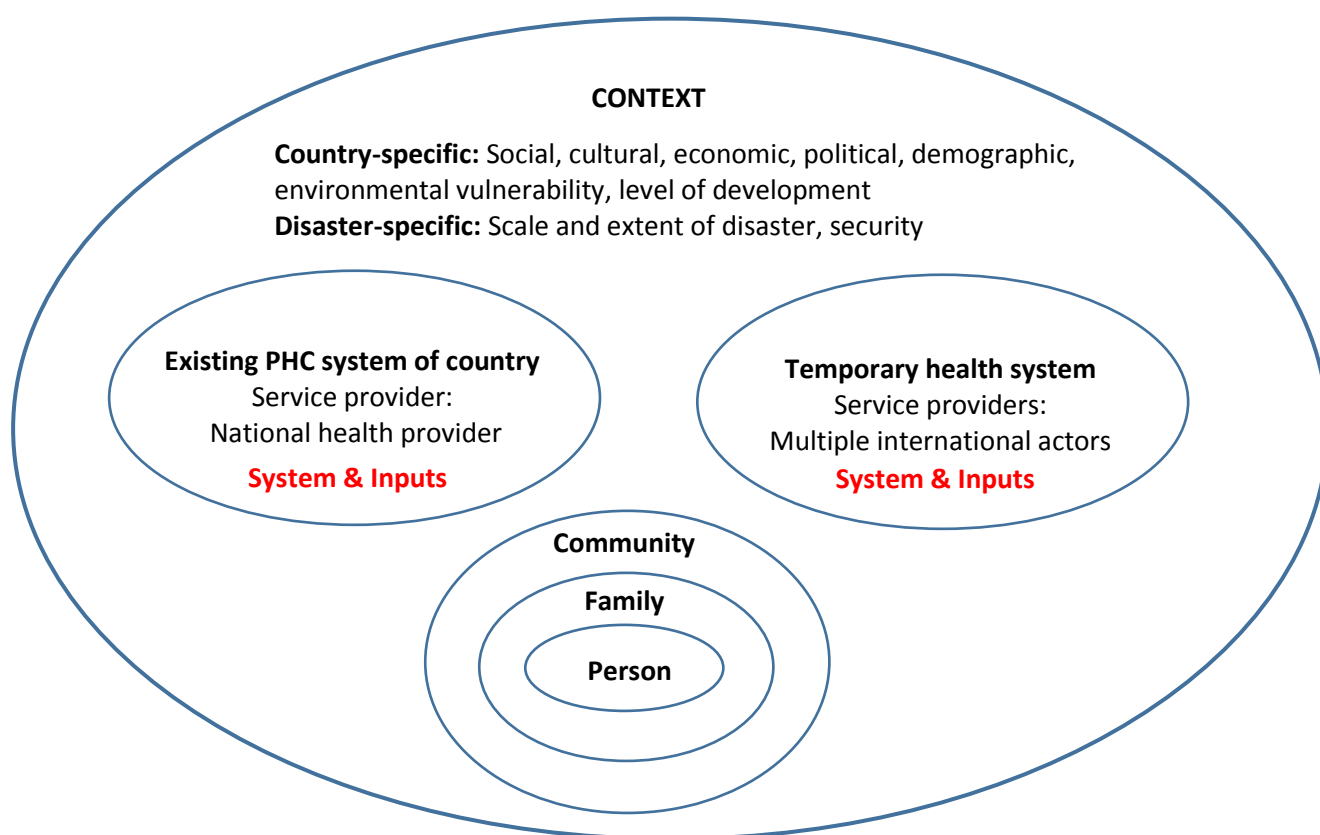 CONTEXT
Country-specific: Social, cultural, economic, political, demographic,
environmental vulnerability, level of development
Disaster-specific: Scale and extent of disaster, security
Existing PHC system of country
Service provider:
National health provider
System & Inputs
Temporary health system
Service providers:
Multiple international actors
System & Inputs
Community
Family
Person